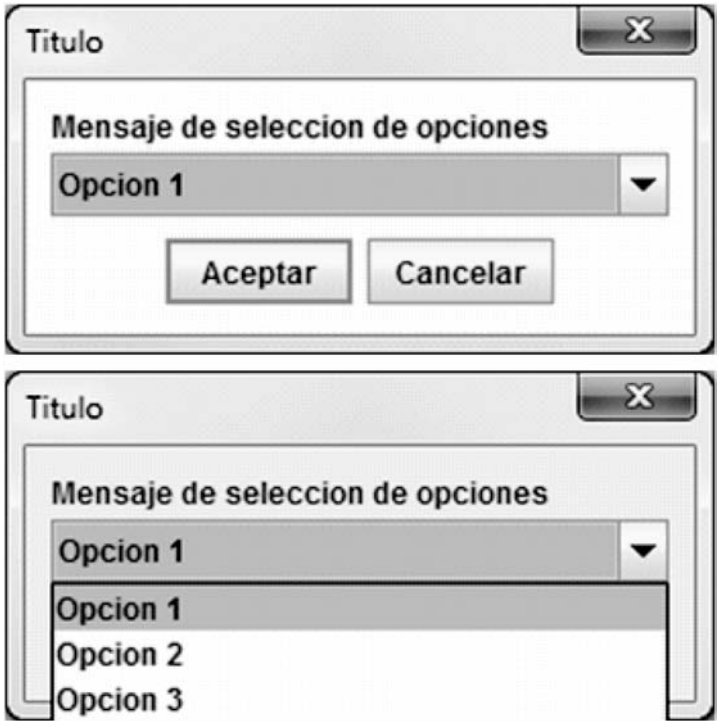 Titulo
Mensaje de seleccion de opciones
Opcion 1
Aceptar Cancelar
Titulo
Mensaje de seleccion de opciones
Opcion 1
Opcion 1
Opcion 2
Opcion 3